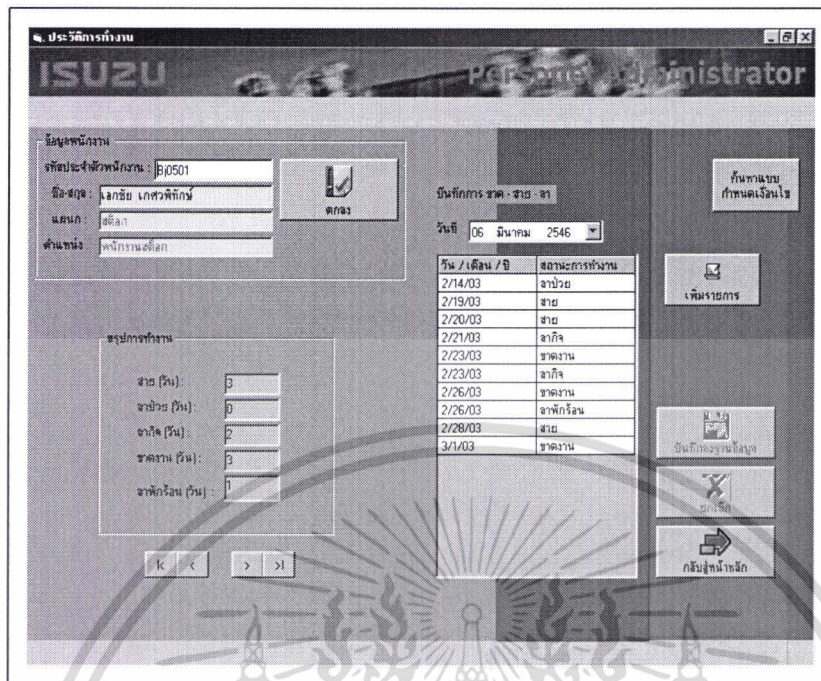 ประวัติการทำงาน
ISUZU
Personel Administrator
ข้อมูลพนักงาน
รหัสประจำตัวพนักงาน : Bj0501
ชื่อ-สกุล : เอกชัย เกศวพิทักษ์
แผนก : สต๊อก
ตำแหน่ง พนักงานสต๊อก
ตกลง
สรุปการทำงาน
สาย (วัน) : 3
ลาป่วย (วัน) : 0
ลากิจ (วัน) : 2
ขาดงาน (วัน) : 3
ลาพักร้อน (วัน) : 1
บันทึกการ ขาด - สาย - ลา
วันที่ 06 มีนาคม 2546
วัน / เดือน / ปี สถานะการทำงาน
2/14/03 ลาป่วย
2/19/03 สาย
2/20/03 สาย
2/21/03 ลากิจ
2/23/03 ขาดงาน
2/23/03 ลากิจ
2/26/03 ขาดงาน
2/26/03 ลาพักร้อน
2/28/03 สาย
3/1/03 ขาดงาน
ค้นหาแบบ
กำหนดเงื่อนไข
เพิ่มรายการ
บันทึกลงฐานข้อมูล
ยกเลิก
กลับสู่หน้าหลัก